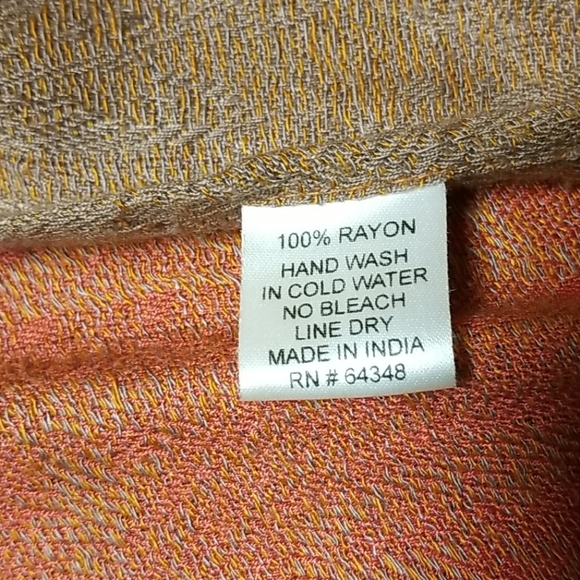 100% RAYON
HAND WASH
IN COLD WATER
NO BLEACH
LINE DRY
MADE IN INDIA
RN # 64348